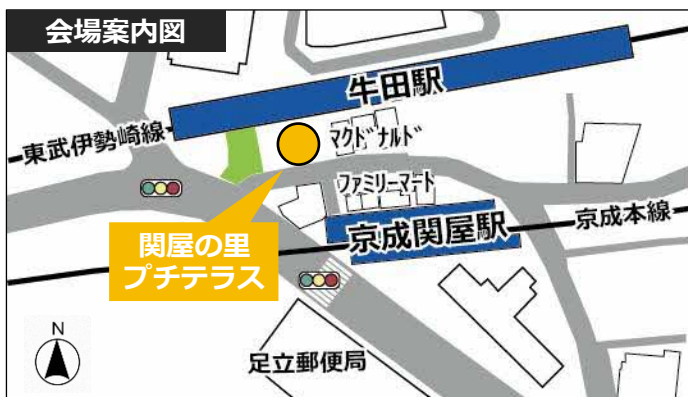 会場案内図
牛田駅
東武伊勢崎線
マクドナルド
ファミリーマート
京成関屋駅
京成本線
関屋の里
プチテラス
足立郵便局
N